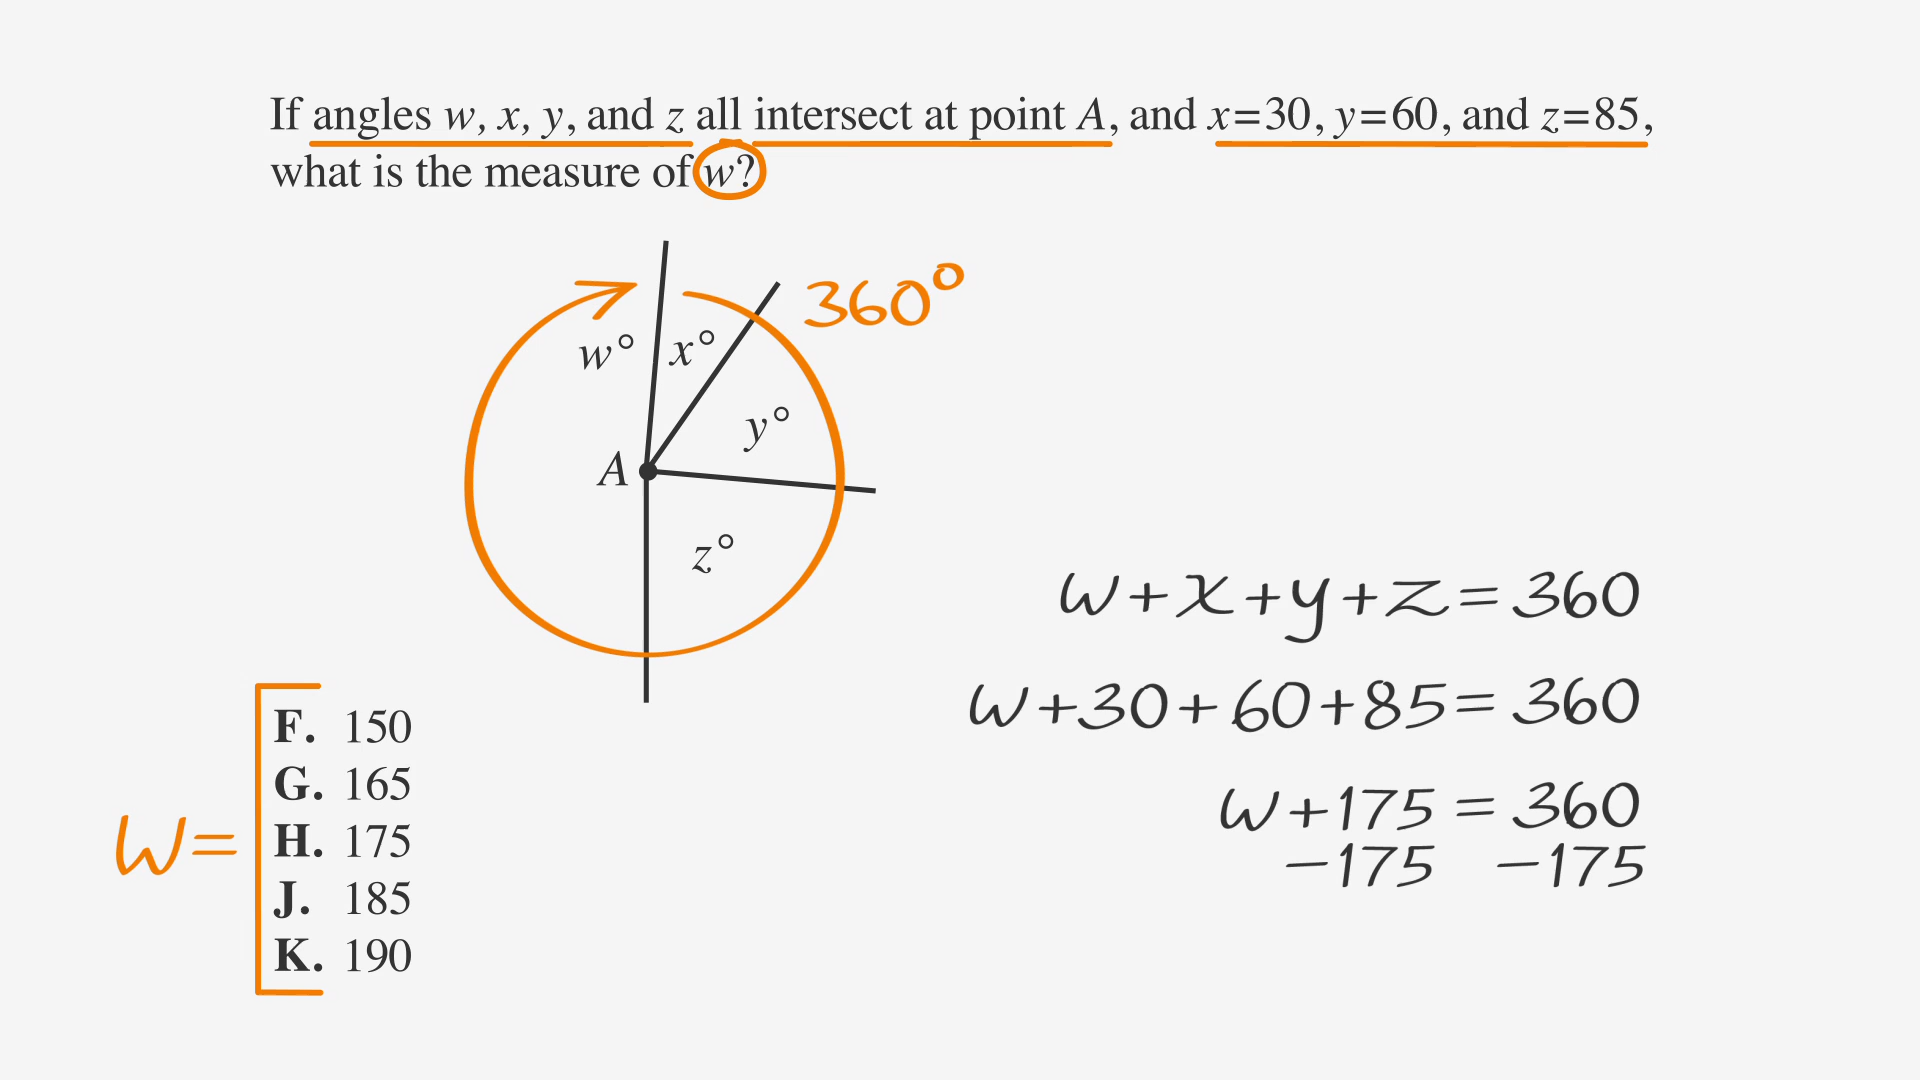 If angles w, x, y, and z all intersect at point A, and x=30, y=60, and z=85,
what is the measure of w?
360°
w° x°
y°
A
z°
w+x+y+z=360
w+30+60+85=360
w+175=360
-175 -175
w=
F. 150
G. 165
H. 175
J. 185
K. 190